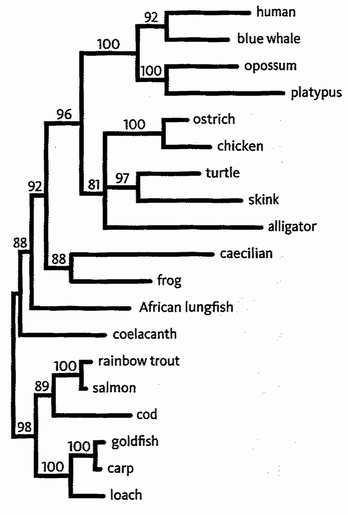 human
92
blue whale
100
opossum
100
platypus
ostrich
100
chicken
96
turtle
97
81
skink
92
alligator
caecilian
88
88
frog
African lungfish
coelacanth
rainbow trout
100
salmon
89
cod
98
goldfish
100
carp
100
loach